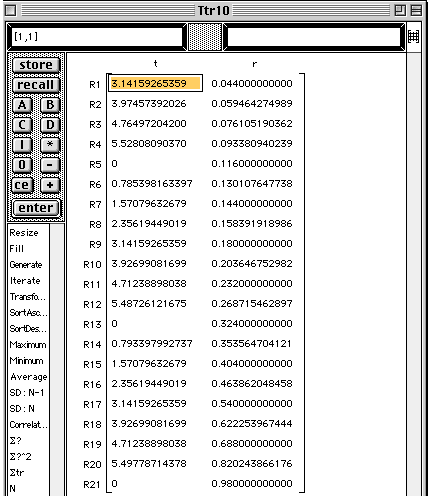 Ttr10
[1,1]
store
recall
A B
C D
I *
0 -
ce +
enter
Resize
Fill
Generate
Iterate
Transfo...
SortAsc...
SortDes...
Maximum
Minimum
Average
SD: N-1
SD: N
Correlat...
Σ?
Σ?^2
Σtr
N
t r
R1 3.14159265359 0.044000000000
R2 3.97457392026 0.059464274989
R3 4.76497204200 0.076105190362
R4 5.52808090370 0.093380940239
R5 0 0.116000000000
R6 0.785398163397 0.130107647738
R7 1.57079632679 0.144000000000
R8 2.35619449019 0.158391918986
R9 3.14159265359 0.180000000000
R10 3.92699081699 0.203646752982
R11 4.71238898038 0.232000000000
R12 5.48726121675 0.268715462897
R13 0 0.324000000000
R14 0.793397992737 0.353564704121
R15 1.57079632679 0.404000000000
R16 2.35619449019 0.463862048458
R17 3.14159265359 0.540000000000
R18 3.92699081699 0.622253967444
R19 4.71238898038 0.688000000000
R20 5.49778714378 0.820243866176
R21 0 0.980000000000